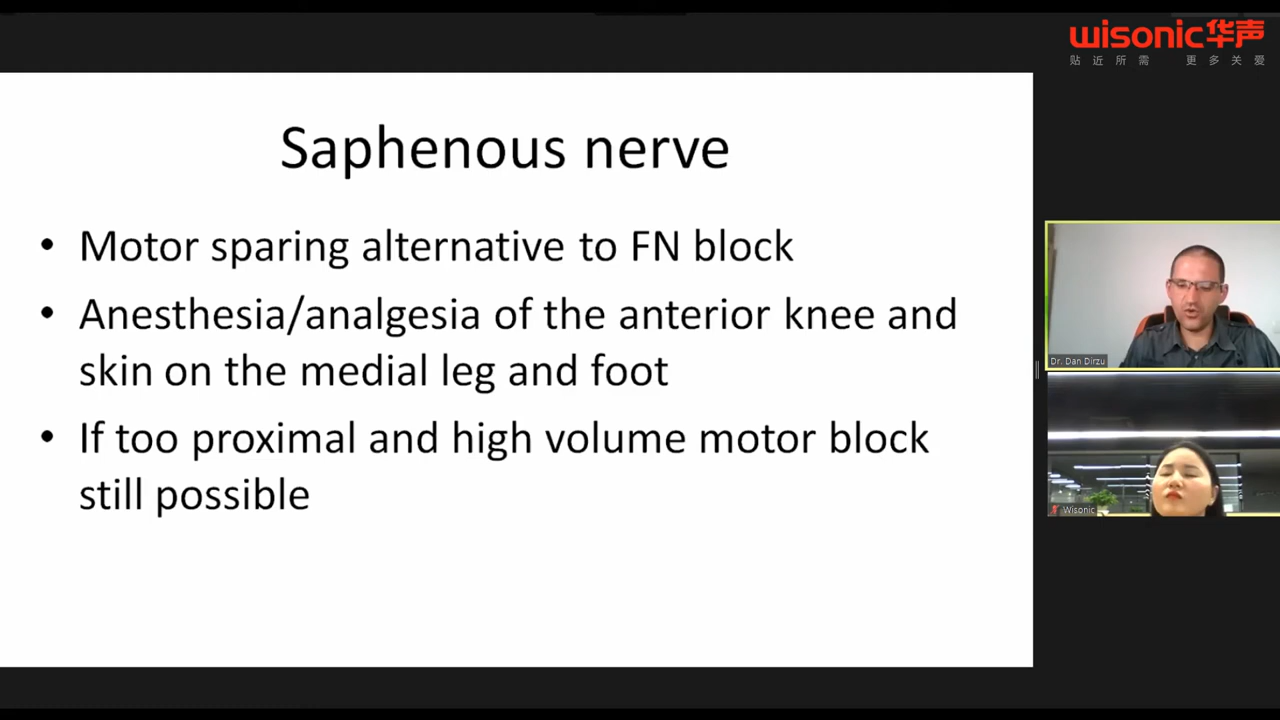 wisonic华声
贴近所需 更多关爱
Saphenous nerve
• Motor sparing alternative to FN block
• Anesthesia/analgesia of the anterior knee and
skin on the medial leg and foot
• If too proximal and high volume motor block
still possible
Dr. Dan Dirzu
Wisonic